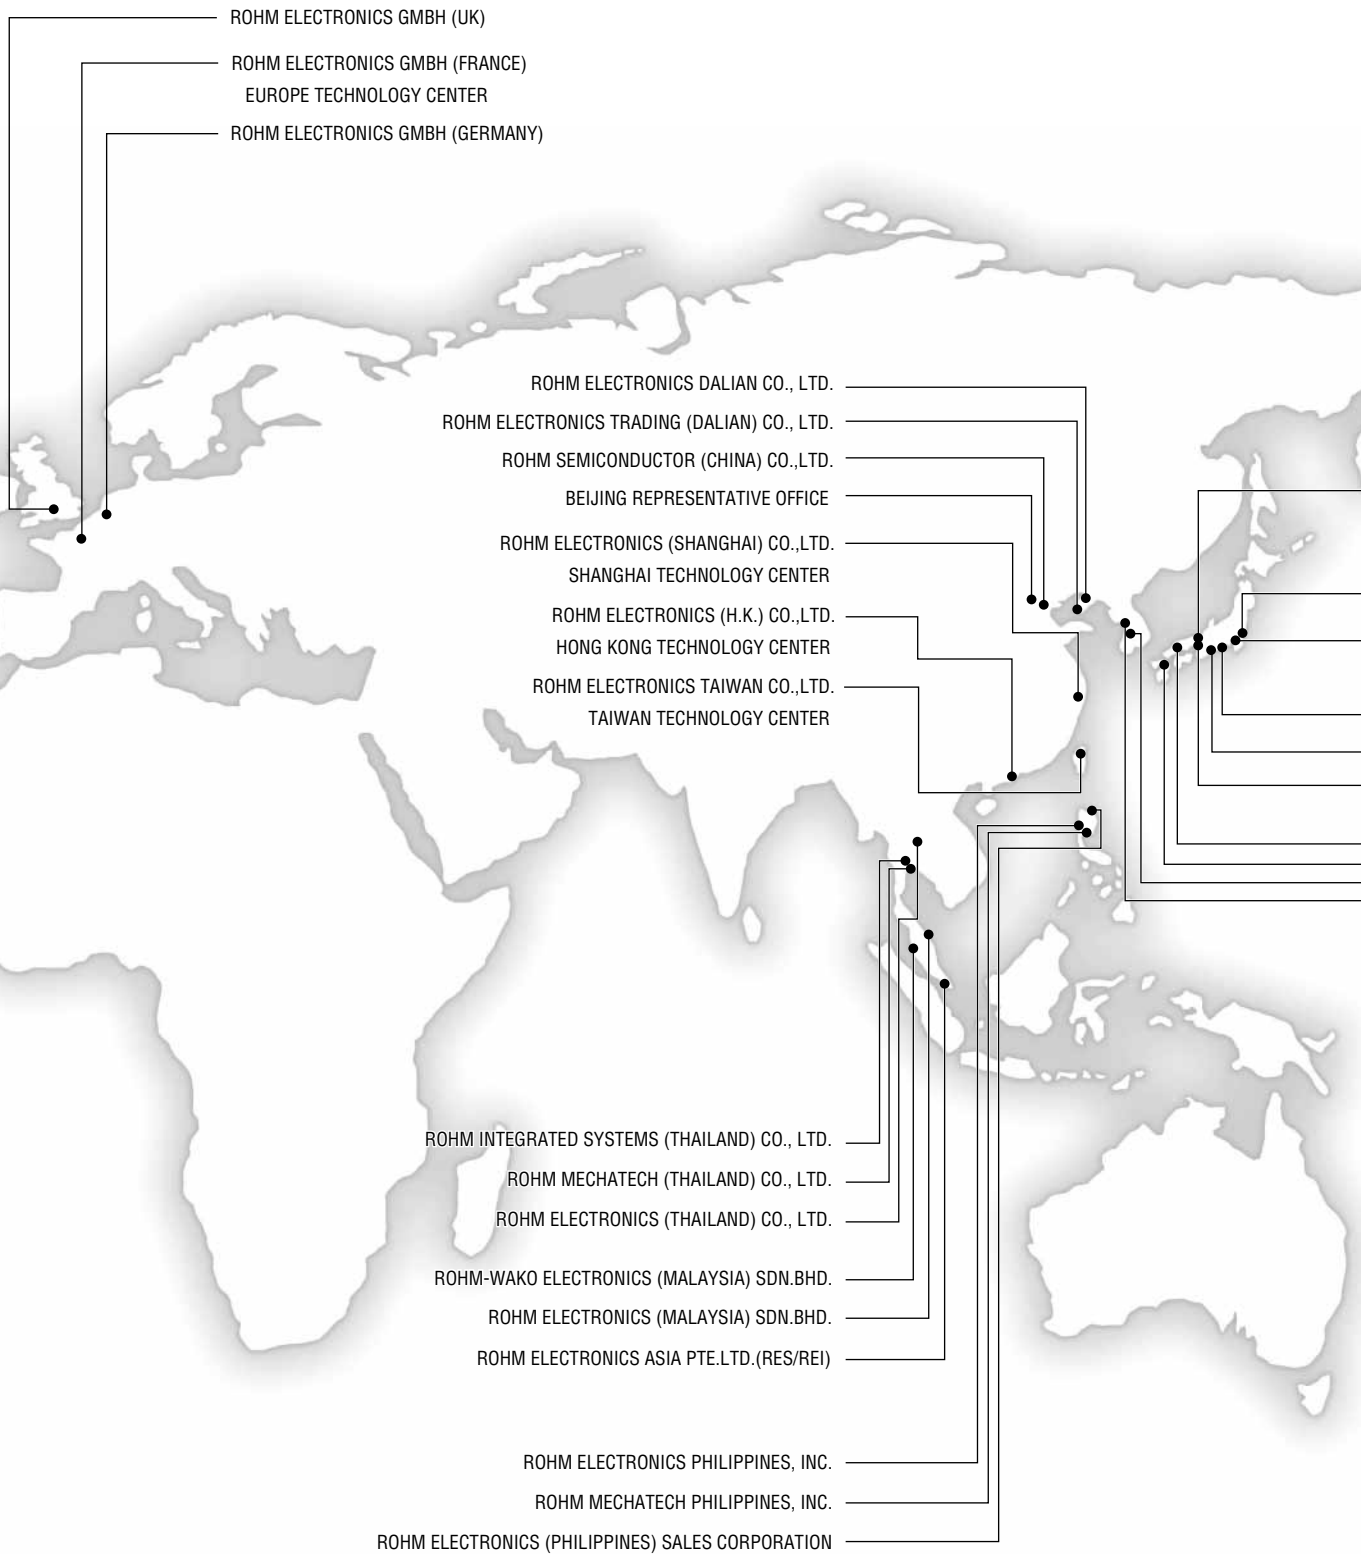 ROHM ELECTRONICS GMBH (UK)
ROHM ELECTRONICS GMBH (FRANCE)
EUROPE TECHNOLOGY CENTER
ROHM ELECTRONICS GMBH (GERMANY)
ROHM ELECTRONICS DALIAN CO., LTD.
ROHM ELECTRONICS TRADING (DALIAN) CO., LTD.
ROHM SEMICONDUCTOR (CHINA) CO.,LTD.
BEIJING REPRESENTATIVE OFFICE
ROHM ELECTRONICS (SHANGHAI) CO.,LTD.
SHANGHAI TECHNOLOGY CENTER
ROHM ELECTRONICS (H.K.) CO.,LTD.
HONG KONG TECHNOLOGY CENTER
ROHM ELECTRONICS TAIWAN CO.,LTD.
TAIWAN TECHNOLOGY CENTER
ROHM INTEGRATED SYSTEMS (THAILAND) CO., LTD.
ROHM MECHATECH (THAILAND) CO., LTD.
ROHM ELECTRONICS (THAILAND) CO., LTD.
ROHM-WAKO ELECTRONICS (MALAYSIA) SDN.BHD.
ROHM ELECTRONICS (MALAYSIA) SDN.BHD.
ROHM ELECTRONICS ASIA PTE.LTD.(RES/REI)
ROHM ELECTRONICS PHILIPPINES, INC.
ROHM MECHATECH PHILIPPINES, INC.
ROHM ELECTRONICS (PHILIPPINES) SALES CORPORATION